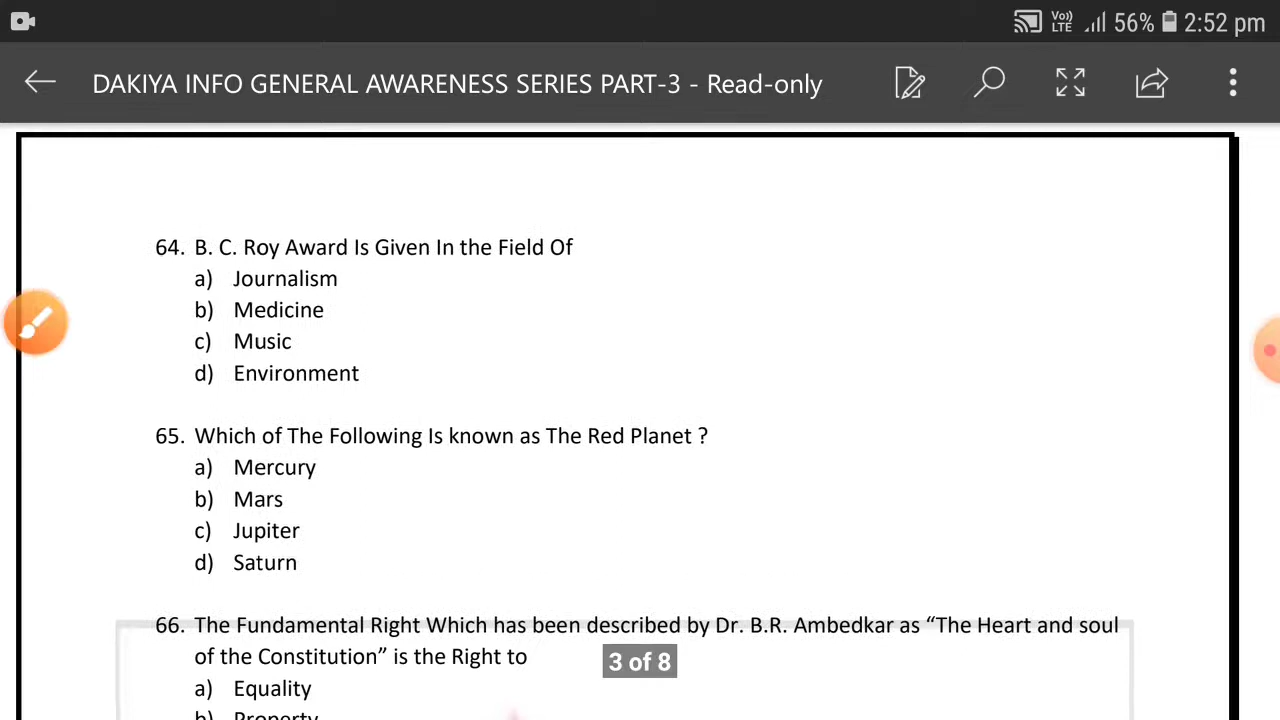 Vo) LTE 56% 2:52 pm
DAKIYA INFO GENERAL AWARENESS SERIES PART-3 - Read-only
64. B. C. Roy Award Is Given In the Field Of
a) Journalism
b) Medicine
c) Music
d) Environment
65. Which of The Following Is known as The Red Planet ?
a) Mercury
b) Mars
c) Jupiter
d) Saturn
66. The Fundamental Right Which has been described by Dr. B.R. Ambedkar as “The Heart and soul
of the Constitution” is the Right to
3 of 8
a) Equality
b) Property